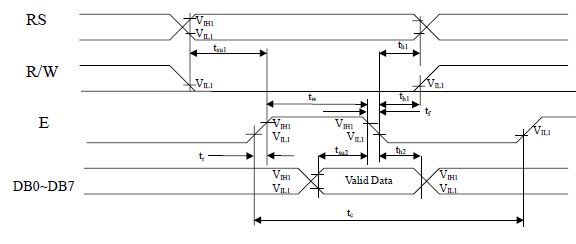 RS
VIH1
VIL1
tsu1
th1
R/W
VIL1
th1
VIL1
tw
tf
E
VIH1
VIL1
VIH1
VIL1
VIL1
tr
tsu2
th2
DB0~DB7
VIH1
VIL1
Valid Data
VIH1
VIL1
tc